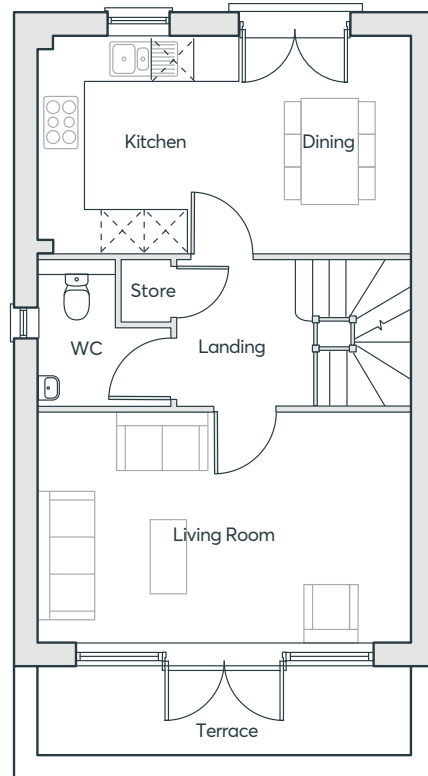 Kitchen
Dining
Store
WC
Landing
Living Room
Terrace